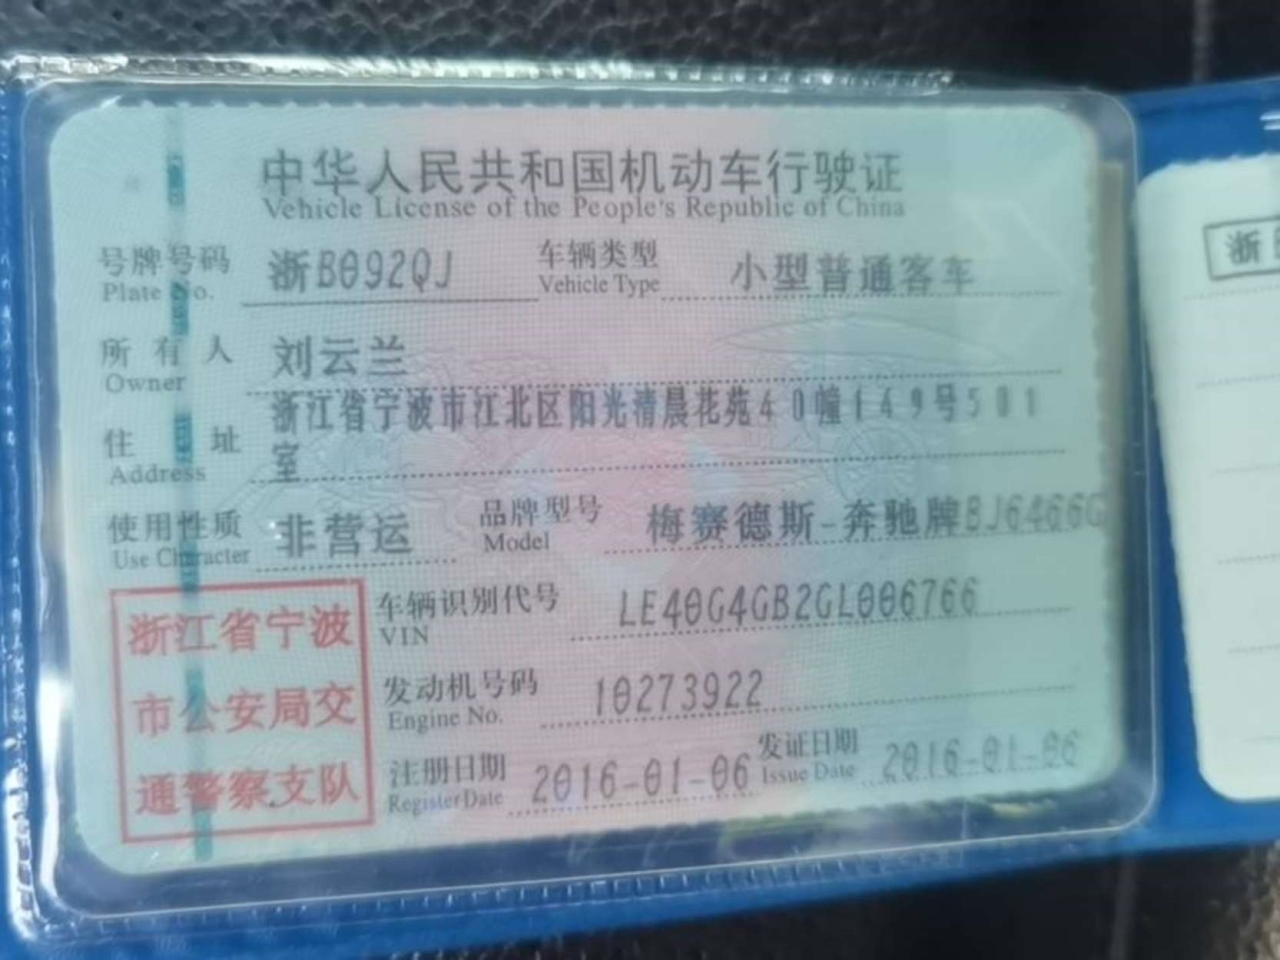 中华人民共和国机动车行驶证
Vehicle License of the People's Republic of China
号牌号码 浙B092QJ 车辆类型 小型普通客车
Plate No. Vehicle Type
所有人 刘云兰
Owner
浙江省宁波市江北区阳光清晨花苑40幢149号501
住址 室
Address
使用性质 非营运 品牌型号 梅赛德斯-奔驰牌BJ6466G
Use Character Model
车辆识别代号 LE40G4GB2GL006766
VIN
发动机号码 10273922
Engine No.
注册日期 2016-01-06 发证日期 2016-01-06
Register Date Issue Date
浙江省宁波
市公安局交
通警察支队
浙